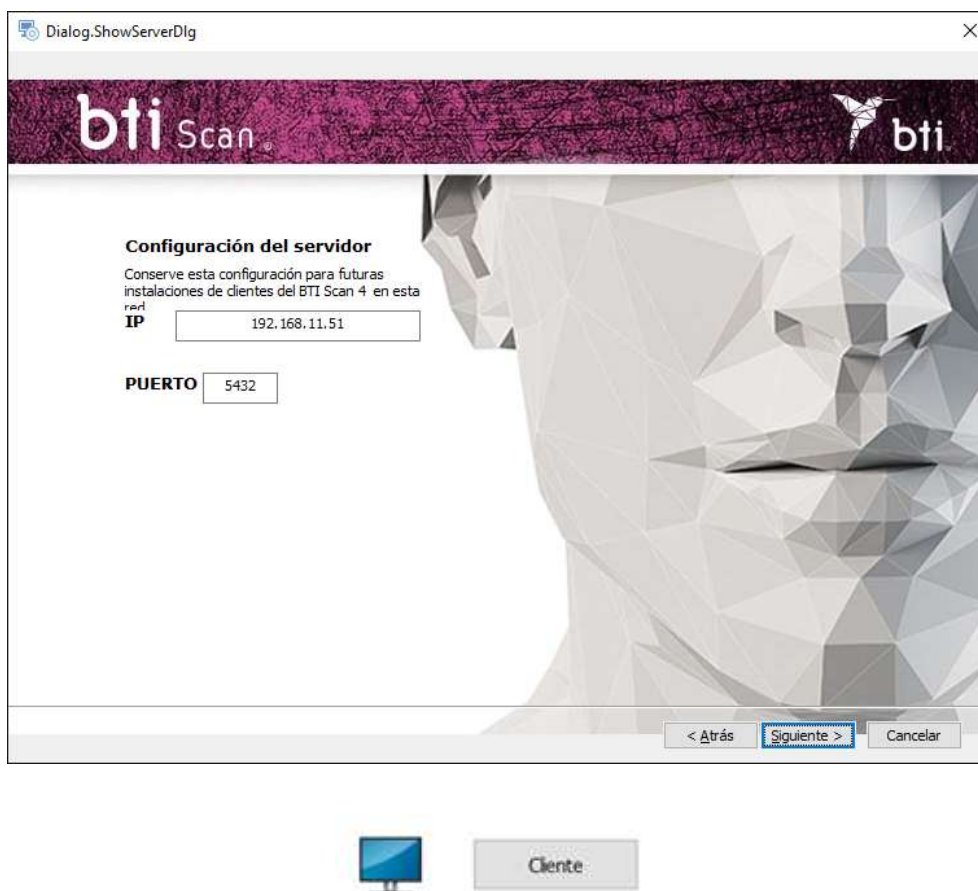 Dialog.ShowServerDlg
bti Scan®
bti
Configuración del servidor
Conserve esta configuración para futuras
instalaciones de clientes del BTI Scan 4 en esta
red
IP 192.168.11.51
PUERTO 5432
< Atrás Siguiente > Cancelar
Cliente